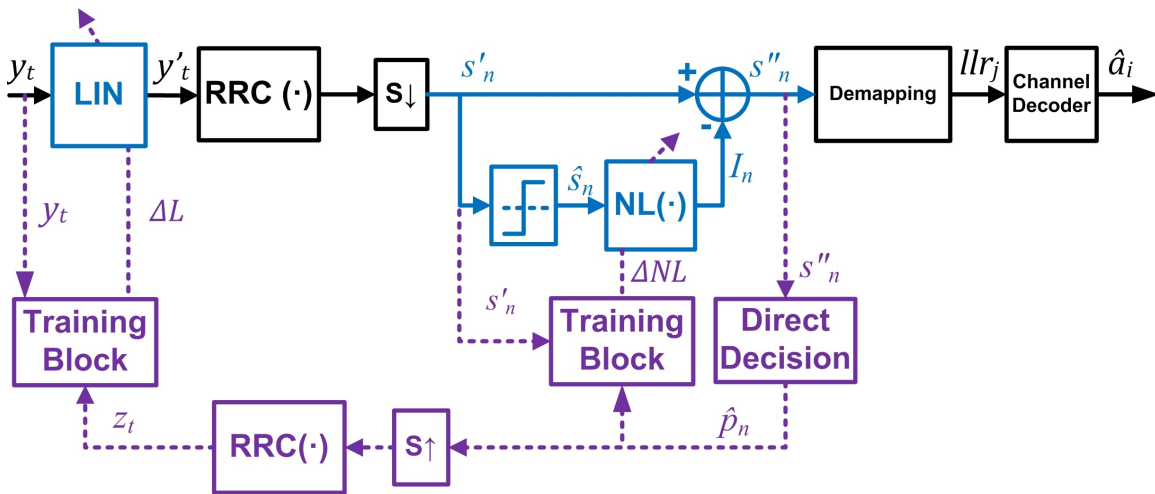 y_t
LIN
y'_t
RRC (·)
S↓
s'_n
+
-
s''_n
Demapping
llr_j
Channel
Decoder
â_i
ŝ_n
NL(·)
I_n
y_t
ΔL
s'_n
ΔNL
s''_n
Training
Block
Training
Block
Direct
Decision
z_t
RRC(·)
S↑
p̂_n